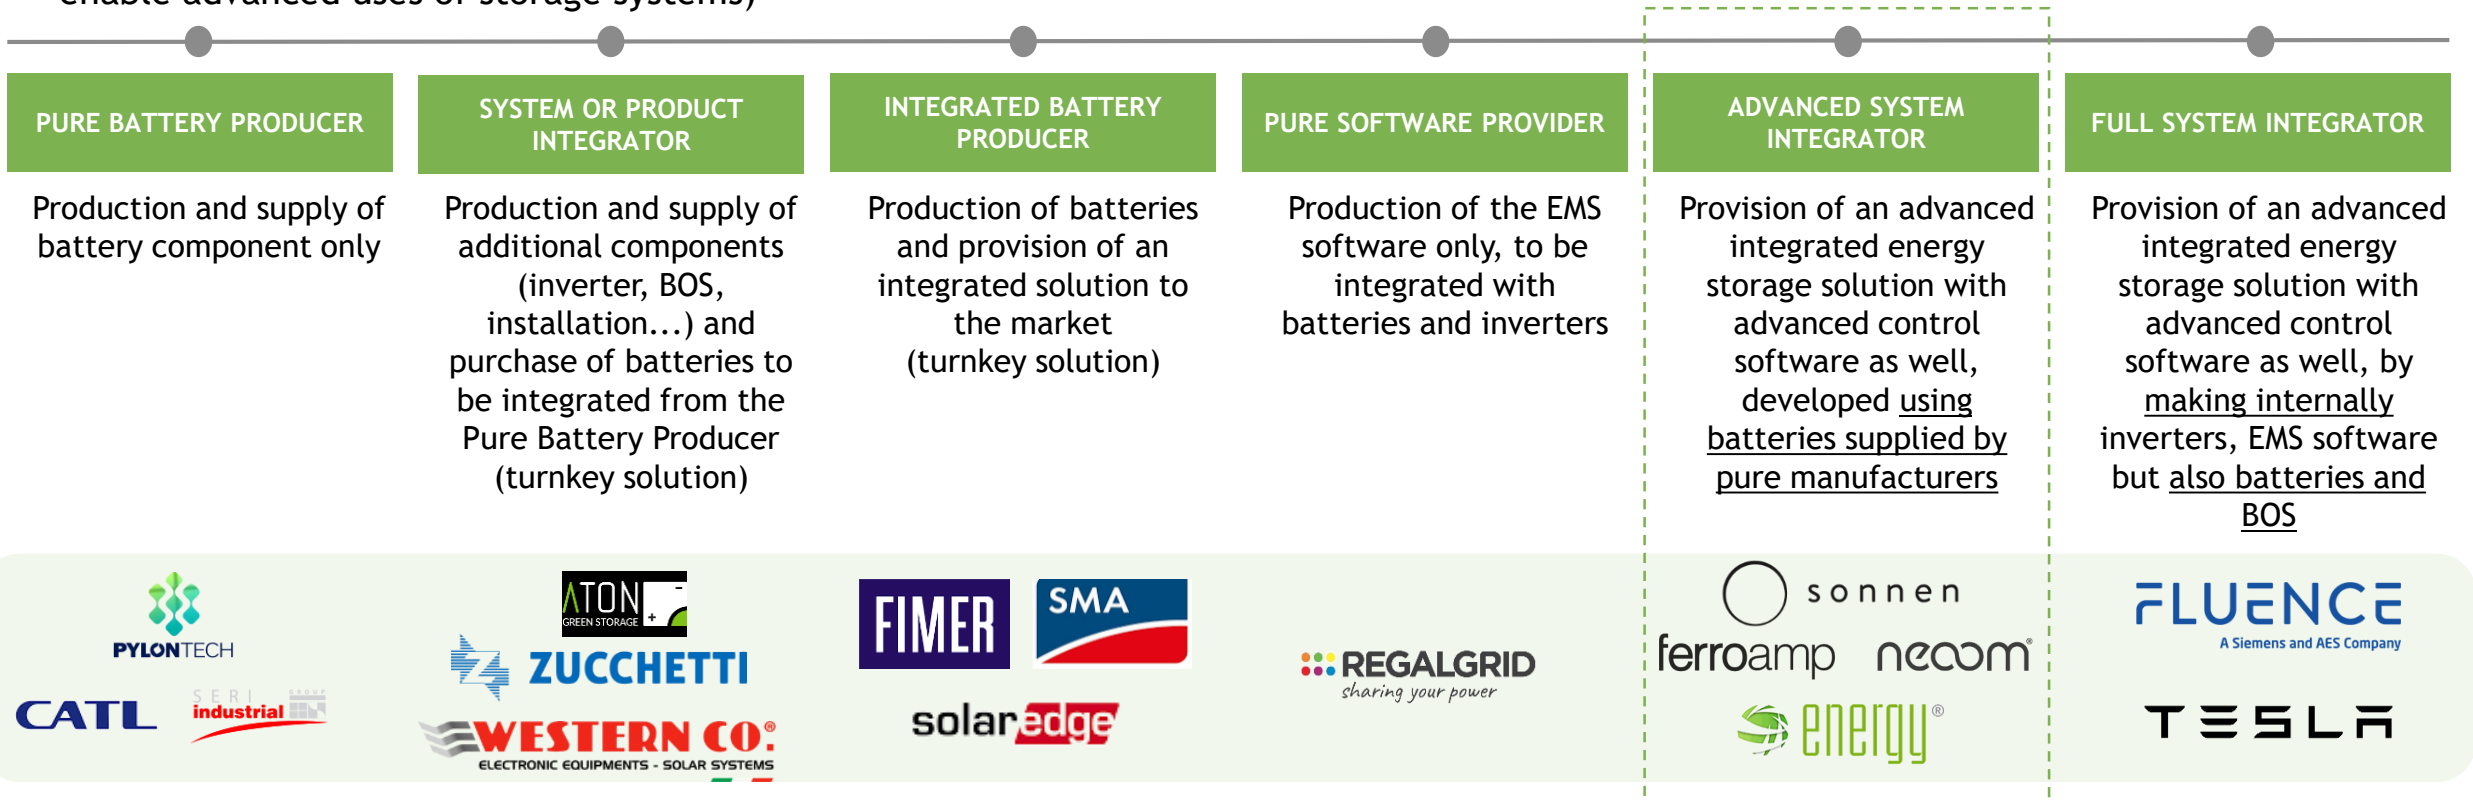 enable advanced uses of storage systems)
PURE BATTERY PRODUCER
Production and supply of
battery component only
SYSTEM OR PRODUCT
INTEGRATOR
Production and supply of
additional components
(inverter, BOS,
installation...) and
purchase of batteries to
be integrated from the
Pure Battery Producer
(turnkey solution)
INTEGRATED BATTERY
PRODUCER
Production of batteries
and provision of an
integrated solution to
the market
(turnkey solution)
PURE SOFTWARE PROVIDER
Production of the EMS
software only, to be
integrated with
batteries and inverters
ADVANCED SYSTEM
INTEGRATOR
Provision of an advanced
integrated energy
storage solution with
advanced control
software as well,
developed using
batteries supplied by
pure manufacturers
FULL SYSTEM INTEGRATOR
Provision of an advanced
integrated energy
storage solution with
advanced control
software as well, by
making internally
inverters, EMS software
but also batteries and
BOS
PYLONTECH
CATL
SERI GROUP
industrial
ATON
GREEN STORAGE
- +
Z ZUCCHETTI
WESTERN CO.®
ELECTRONIC EQUIPMENTS - SOLAR SYSTEMS
FIMER
SMA
solaredge
REGALGRID
sharing your power
sonnen
ferroamp
neoom®
energy®
FLUENCE
A Siemens and AES Company
TESLA